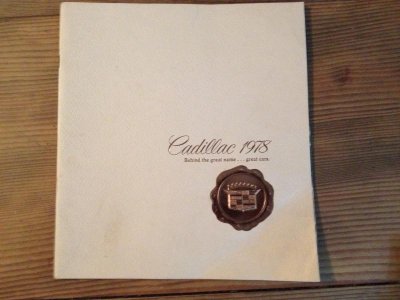 Cadillac 1978
Behind the great name . . . great cars.